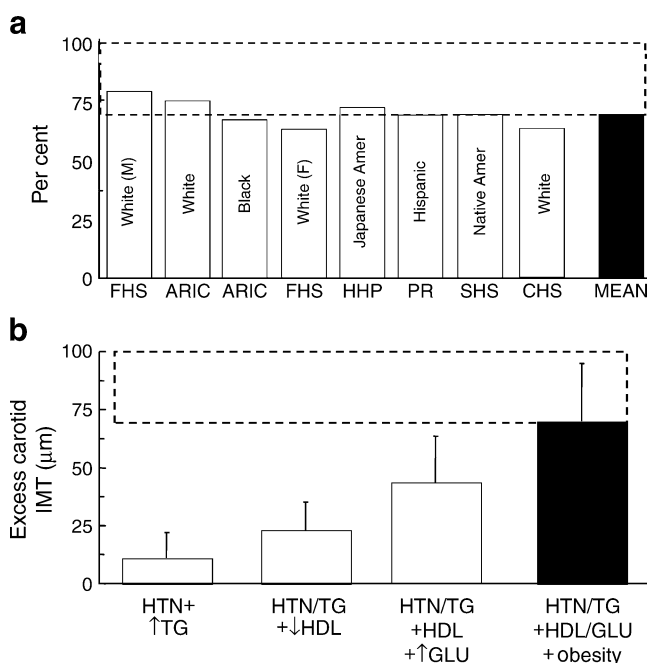 a
Per cent
100
75
50
25
0
White (M)
White
Black
White (F)
Japanese Amer
Hispanic
Native Amer
White
FHS ARIC ARIC FHS HHP PR SHS CHS MEAN
b
Excess carotid
IMT (μm)
100
75
50
25
0
HTN+
↑TG
HTN/TG
+↓HDL
HTN/TG
+HDL
+↑GLU
HTN/TG
+HDL/GLU
+obesity